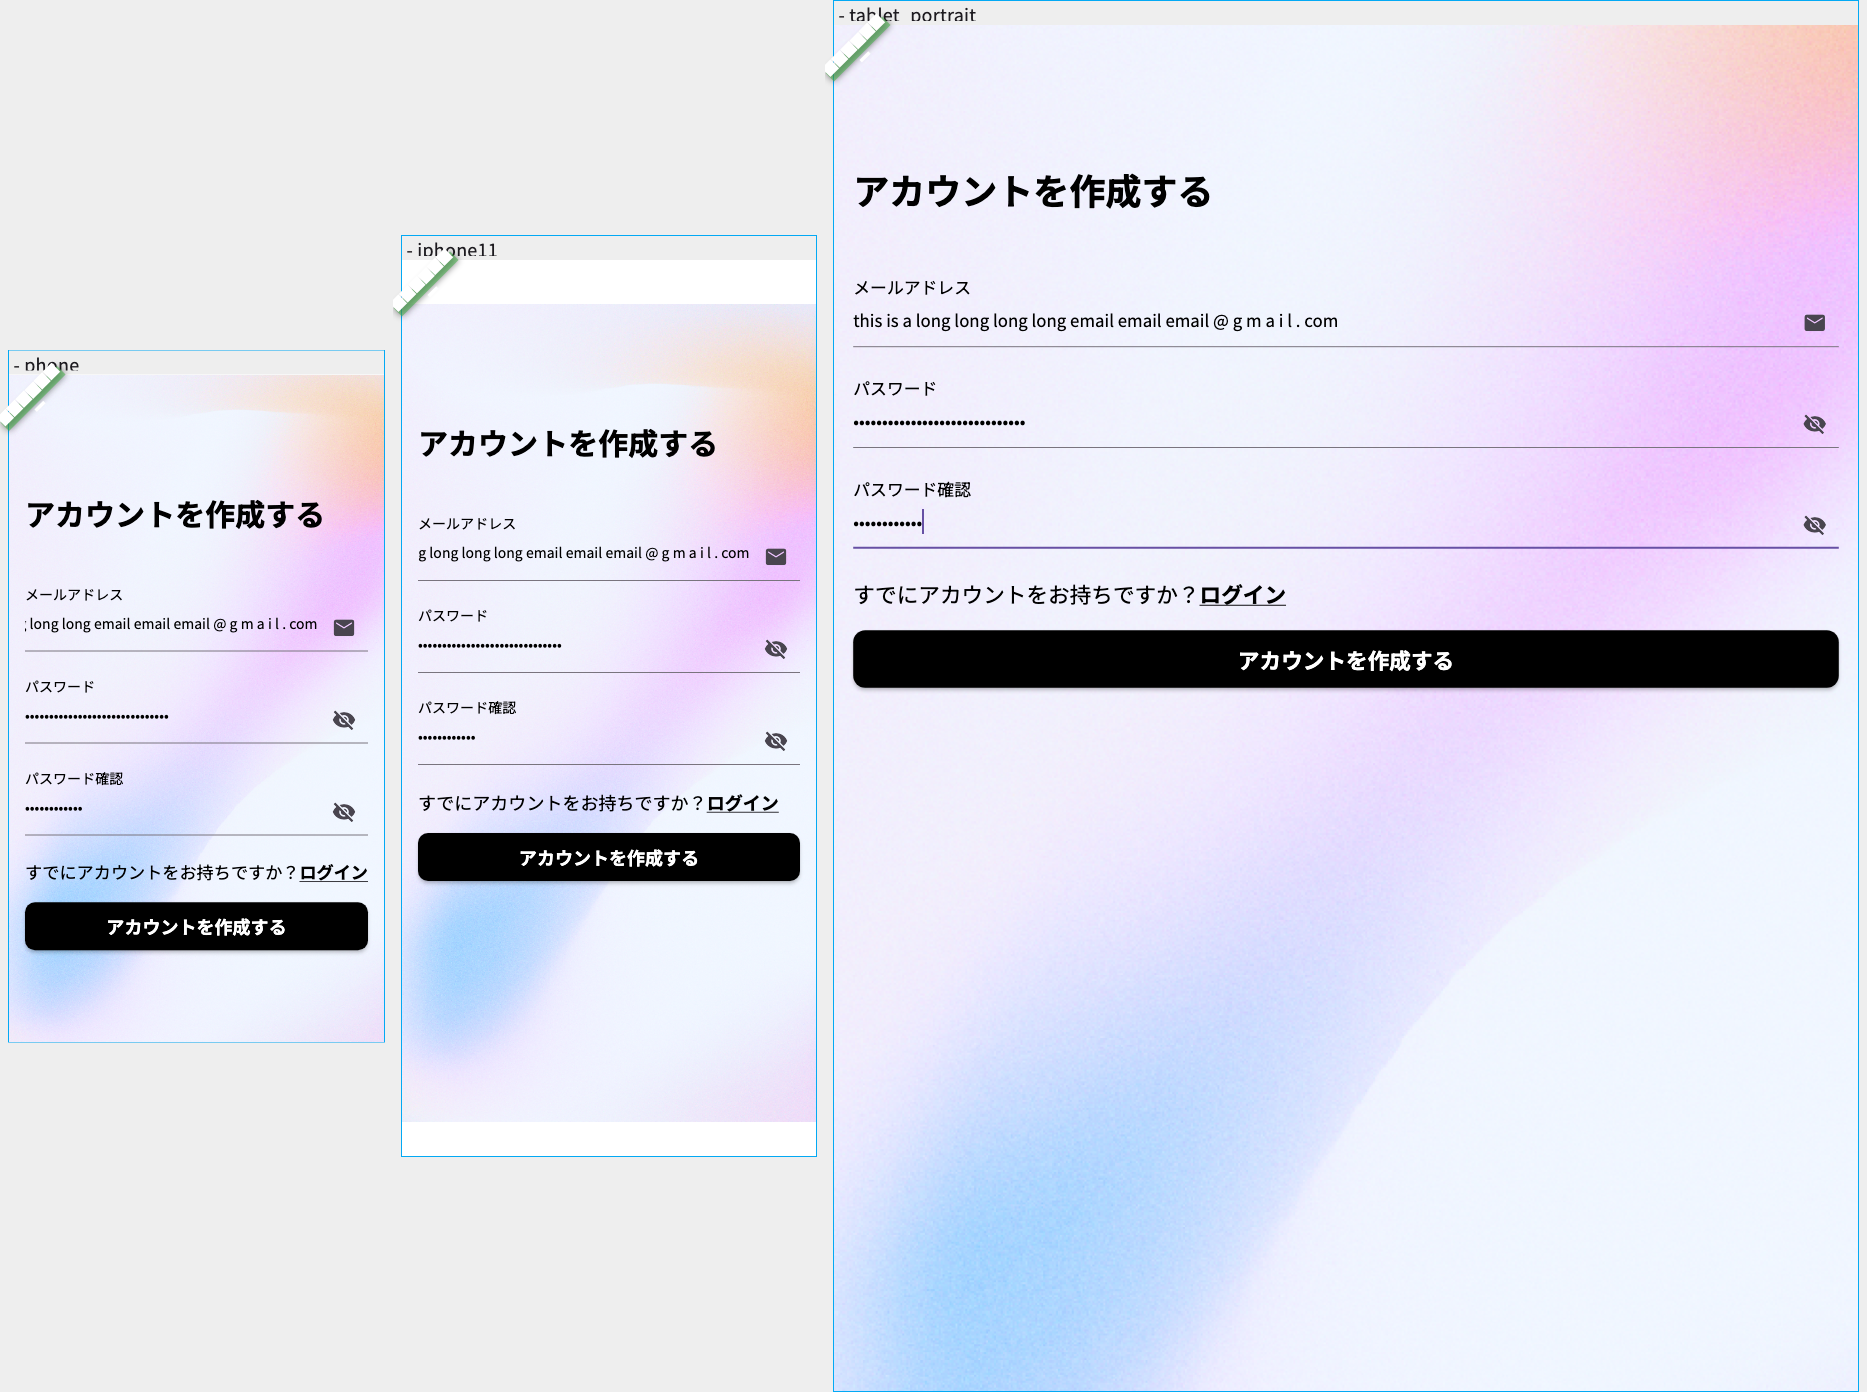 - phone
アカウントを作成する
メールアドレス
long long email email email @ g m a i l . com
パスワード
••••••••••••••••••••••••••••••
パスワード確認
••••••••••••
すでにアカウントをお持ちですか？ログイン
アカウントを作成する
- iphone11
アカウントを作成する
メールアドレス
g long long long email email email @ g m a i l . com
パスワード
••••••••••••••••••••••••••••••
パスワード確認
••••••••••••
すでにアカウントをお持ちですか？ログイン
アカウントを作成する
- tablet_portrait
アカウントを作成する
メールアドレス
this is a long long long long email email email @ g m a i l . com
パスワード
••••••••••••••••••••••••••••••
パスワード確認
••••••••••••
すでにアカウントをお持ちですか？ログイン
アカウントを作成する